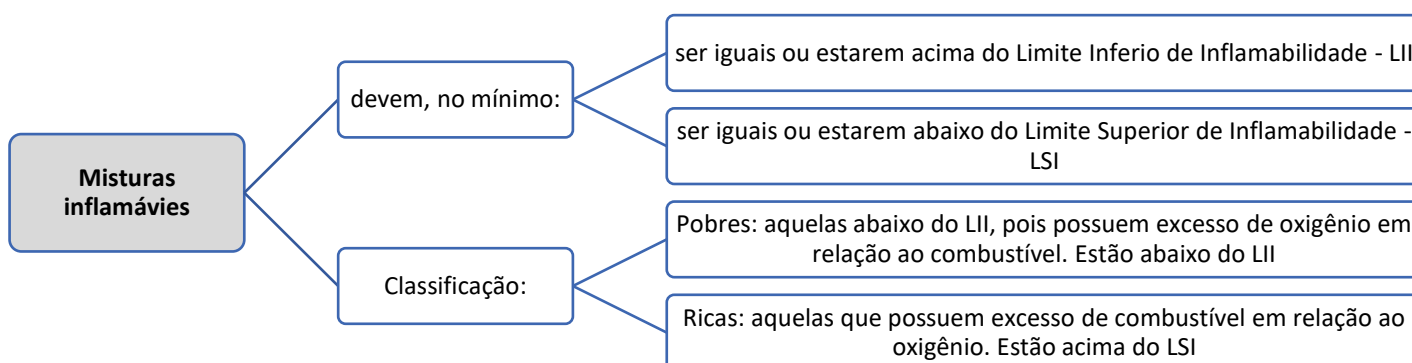 Misturas
inflamávies
devem, no mínimo:
ser iguais ou estarem acima do Limite Inferio de Inflamabilidade - LII
ser iguais ou estarem abaixo do Limite Superior de Inflamabilidade -
LSI
Classificação:
Pobres: aquelas abaixo do LII, pois possuem excesso de oxigênio em
relação ao combustível. Estão abaixo do LII
Ricas: aquelas que possuem excesso de combustível em relação ao
oxigênio. Estão acima do LSI